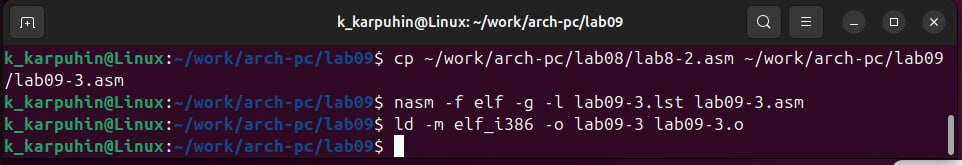 k_karpuhin@Linux: ~/work/arch-pc/lab09
k_karpuhin@Linux:~/work/arch-pc/lab09$ cp ~/work/arch-pc/lab08/lab8-2.asm ~/work/arch-pc/lab09
/lab09-3.asm
k_karpuhin@Linux:~/work/arch-pc/lab09$ nasm -f elf -g -l lab09-3.lst lab09-3.asm
k_karpuhin@Linux:~/work/arch-pc/lab09$ ld -m elf_i386 -o lab09-3 lab09-3.o
k_karpuhin@Linux:~/work/arch-pc/lab09$